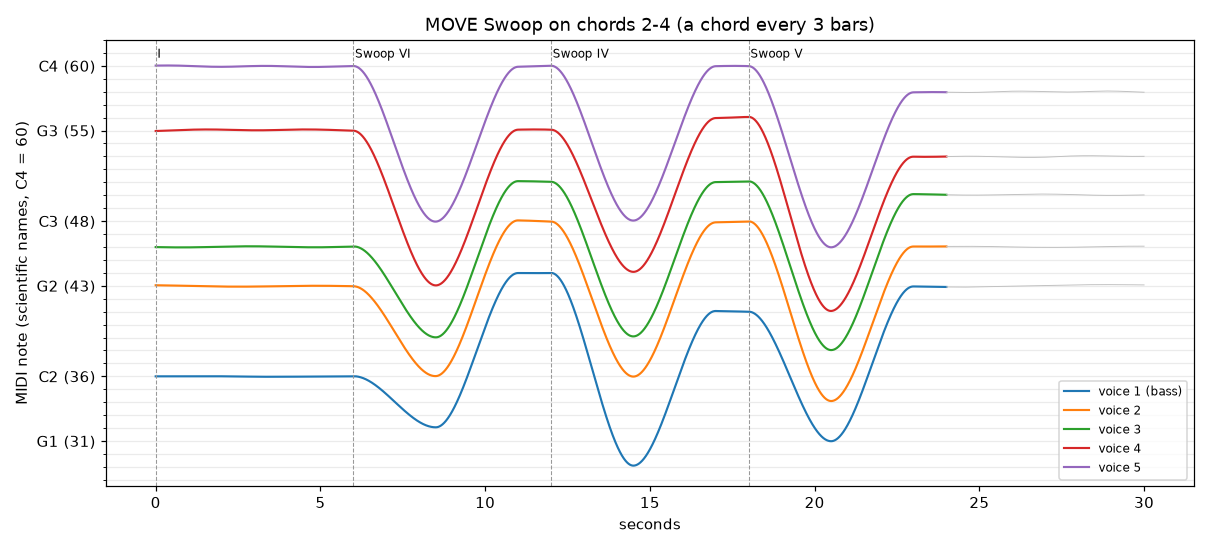 MOVE Swoop on chords 2-4 (a chord every 3 bars)
I
Swoop VI
Swoop IV
Swoop V
MIDI note (scientific names, C4 = 60)
C4 (60)
G3 (55)
C3 (48)
G2 (43)
C2 (36)
G1 (31)
voice 1 (bass)
voice 2
voice 3
voice 4
voice 5
0 5 10 15 20 25 30
seconds